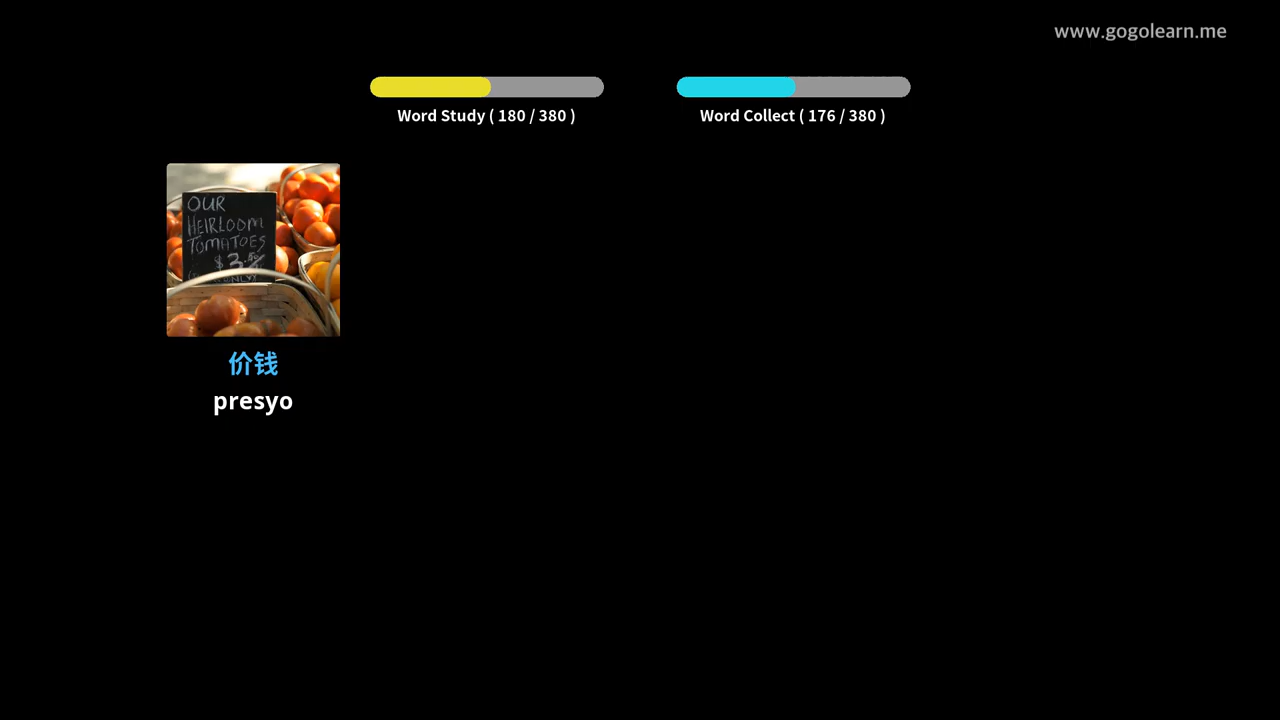 www.gogolearn.me
Word Study ( 180 / 380 )
Word Collect ( 176 / 380 )
OUR
HEIRLOOM
TOMATOES
价钱
presyo